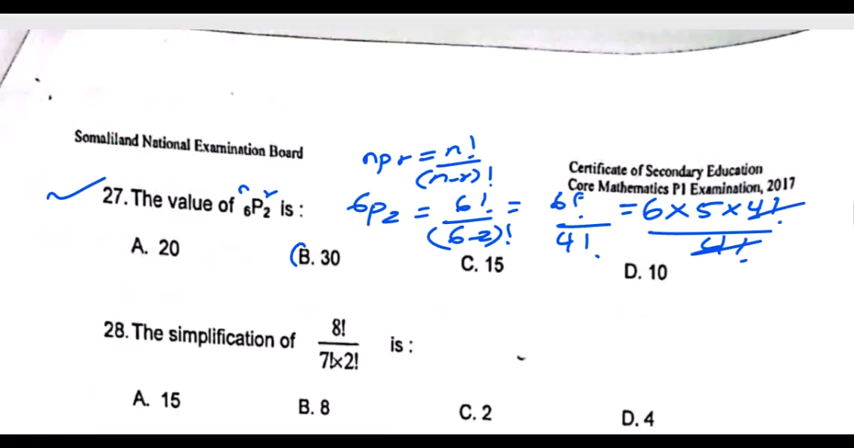 Somaliland National Examination Board
nPr = n!/(n-r)!
Certificate of Secondary Education
Core Mathematics P1 Examination, 2017
27. The value of ₆P₂ is :
n r
6P2 = 6!/(6-2)! = 6!/4! = 6 × 5 × 4!/4!
A. 20 B. 30 C. 15 D. 10
28. The simplification of 8!/7!×2! is :
A. 15 B. 8 C. 2 D. 4